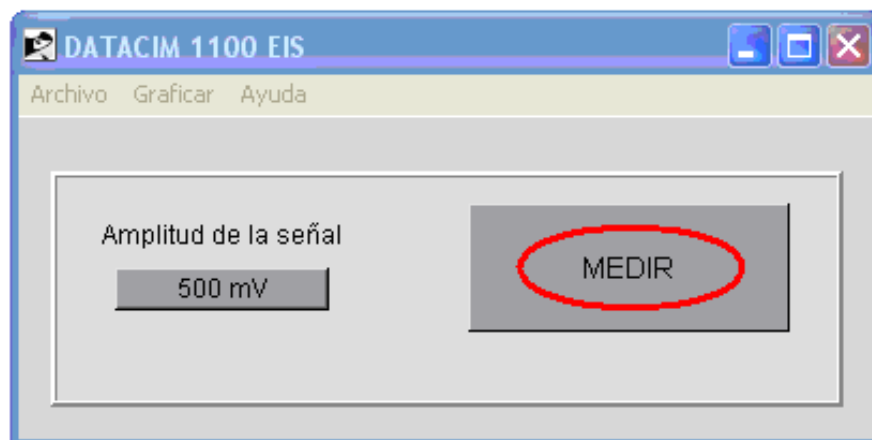 DATACIM 1100 EIS
Archivo Graficar Ayuda
Amplitud de la señal
500 mV
MEDIR